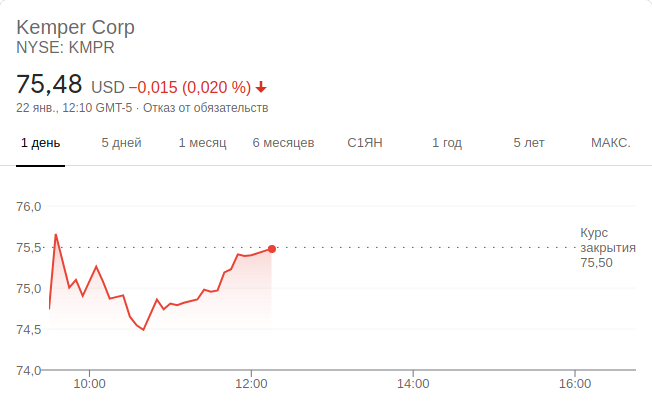 Kemper Corp
NYSE: KMPR
75,48 USD −0,015 (0,020 %)
22 янв., 12:10 GMT-5 · Отказ от обязательств
1 день 5 дней 1 месяц 6 месяцев С1ЯН 1 год 5 лет МАКС.
76,0
75,5
75,0
74,5
74,0
Курс
закрытия
75,50
10:00 12:00 14:00 16:00